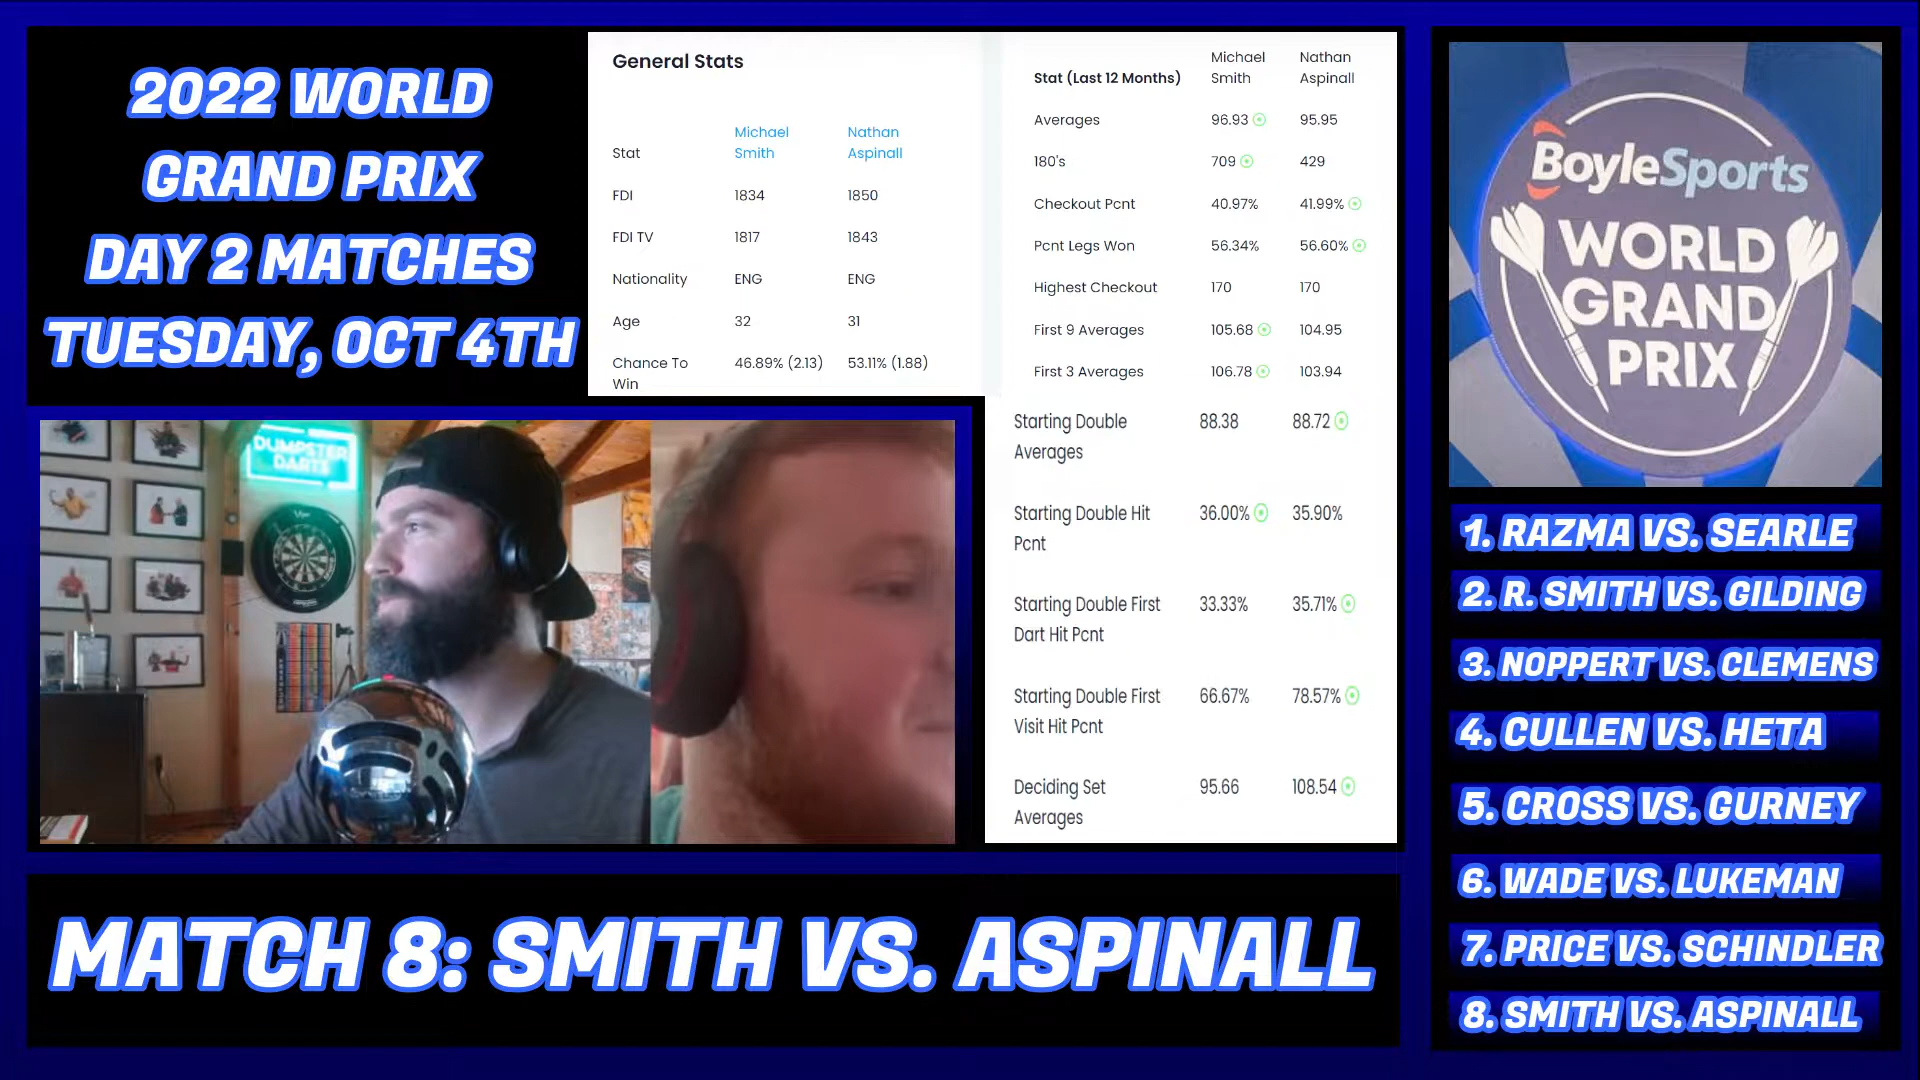 2022 WORLD
GRAND PRIX
DAY 2 MATCHES
TUESDAY, OCT 4TH
General Stats
Stat Michael Smith Nathan Aspinall
FDI 1834 1850
FDI TV 1817 1843
Nationality ENG ENG
Age 32 31
Chance To Win 46.89% (2.13) 53.11% (1.88)
Stat (Last 12 Months) Michael Smith Nathan Aspinall
Averages 96.93 95.95
180's 709 429
Checkout Pcnt 40.97% 41.99%
Pcnt Legs Won 56.34% 56.60%
Highest Checkout 170 170
First 9 Averages 105.68 104.95
First 3 Averages 106.78 103.94
Starting Double Averages 88.38 88.72
Starting Double Hit Pcnt 36.00% 35.90%
Starting Double First Dart Hit Pcnt 33.33% 35.71%
Starting Double First Visit Hit Pcnt 66.67% 78.57%
Deciding Set Averages 95.66 108.54
DUMPSTER
DARTS
BoyleSports
WORLD
GRAND
PRIX
1. RAZMA VS. SEARLE
2. R. SMITH VS. GILDING
3. NOPPERT VS. CLEMENS
4. CULLEN VS. HETA
5. CROSS VS. GURNEY
6. WADE VS. LUKEMAN
7. PRICE VS. SCHINDLER
8. SMITH VS. ASPINALL
MATCH 8: SMITH VS. ASPINALL